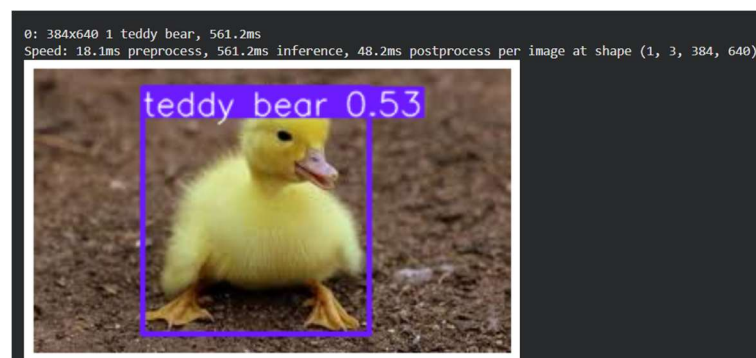 0: 384x640 1 teddy bear, 561.2ms
Speed: 18.1ms preprocess, 561.2ms inference, 48.2ms postprocess per image at shape (1, 3, 384, 640)
teddy bear 0.53